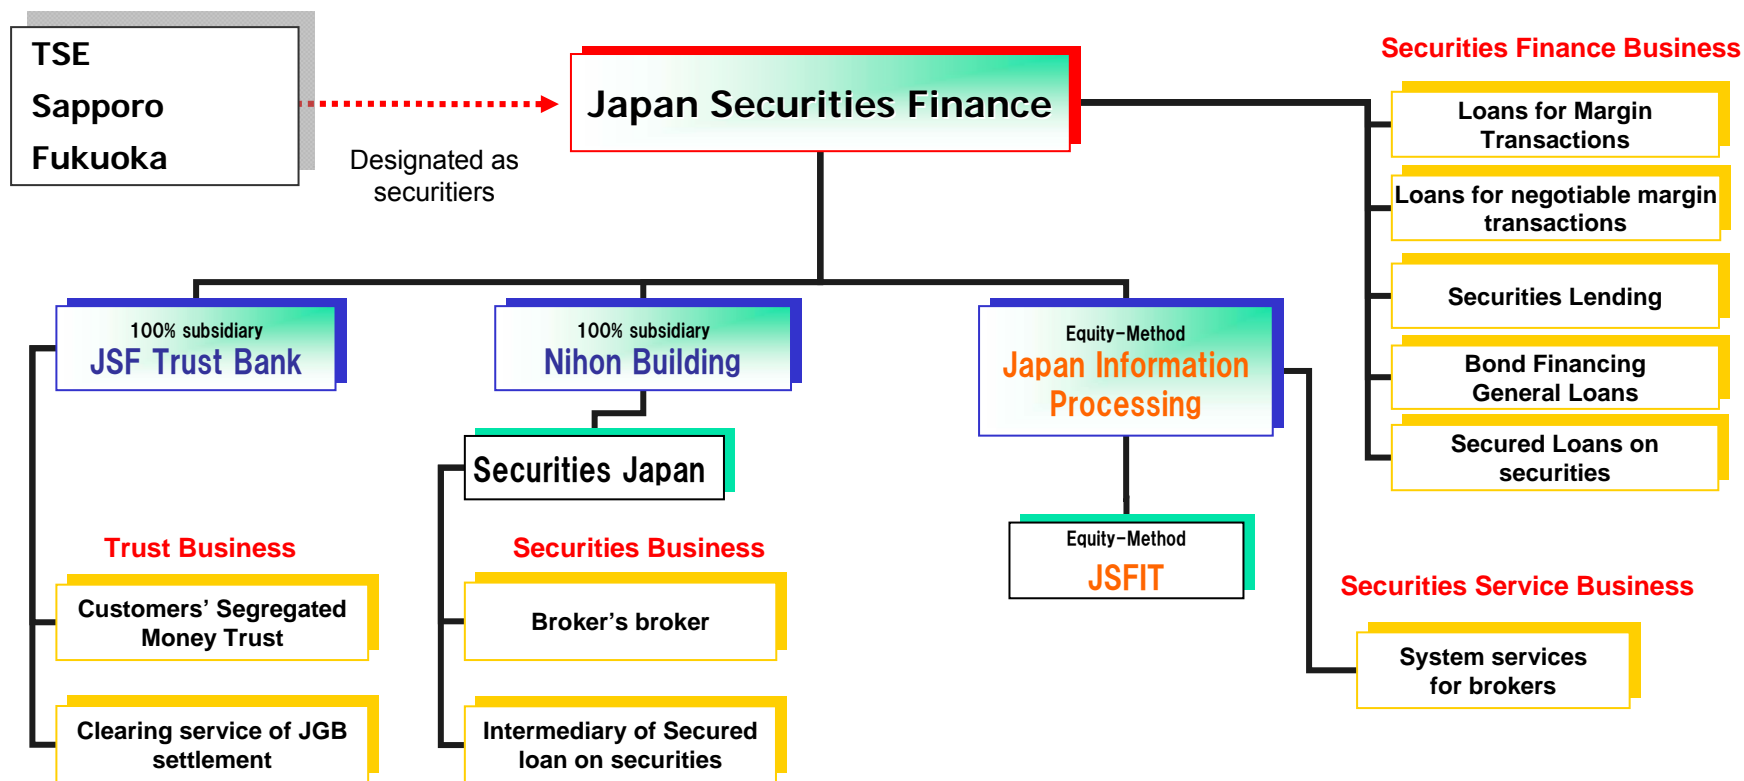 TSE
Sapporo
Fukuoka
Designated as
securitiers
Japan Securities Finance
Securities Finance Business
Loans for Margin
Transactions
Loans for negotiable margin
transactions
Securities Lending
Bond Financing
General Loans
Secured Loans on
securities
100% subsidiary
JSF Trust Bank
100% subsidiary
Nihon Building
Equity-Method
Japan Information
Processing
Securities Japan
Equity-Method
JSFIT
Trust Business
Customers’ Segregated
Money Trust
Clearing service of JGB
settlement
Securities Business
Broker’s broker
Intermediary of Secured
loan on securities
Securities Service Business
System services
for brokers